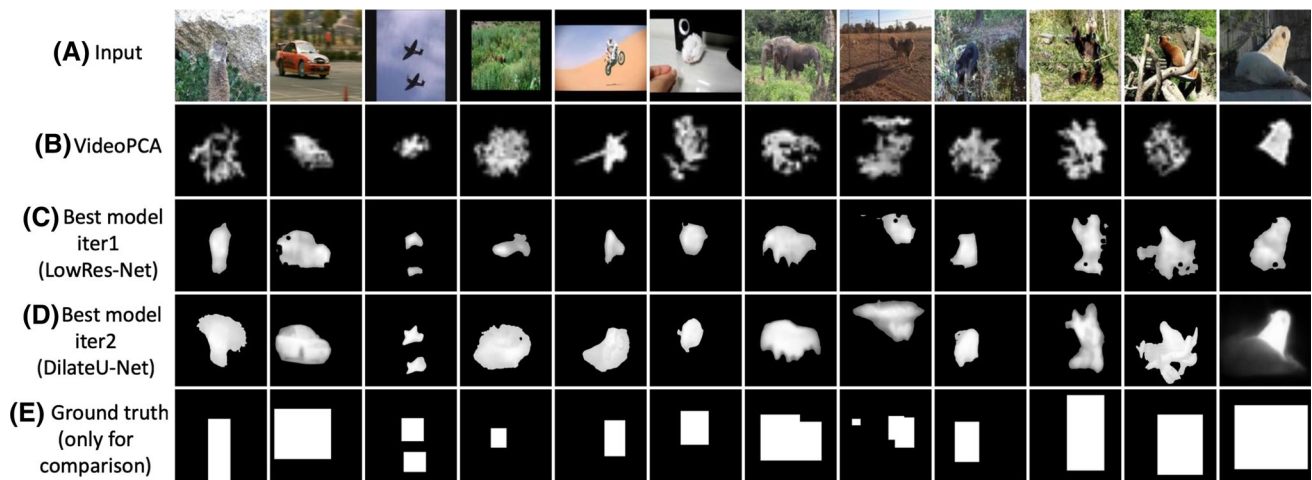 (A) Input
(B) VideoPCA
(C) Best model
iter1
(LowRes-Net)
(D) Best model
iter2
(DilateU-Net)
(E) Ground truth
(only for
comparison)